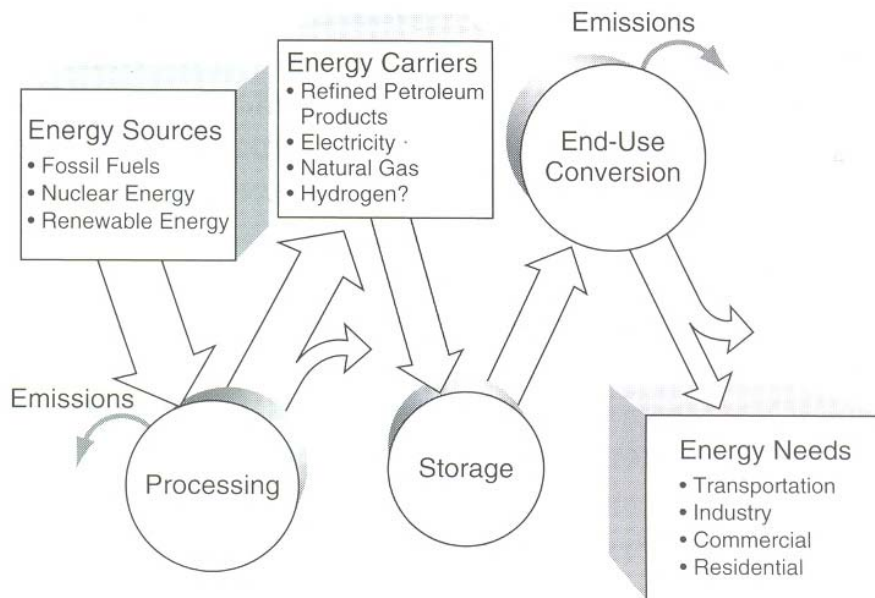 Emissions
Energy Carriers
• Refined Petroleum
Products
• Electricity
• Natural Gas
• Hydrogen?
Energy Sources
• Fossil Fuels
• Nuclear Energy
• Renewable Energy
End-Use
Conversion
Emissions
Processing
Storage
Energy Needs
• Transportation
• Industry
• Commercial
• Residential